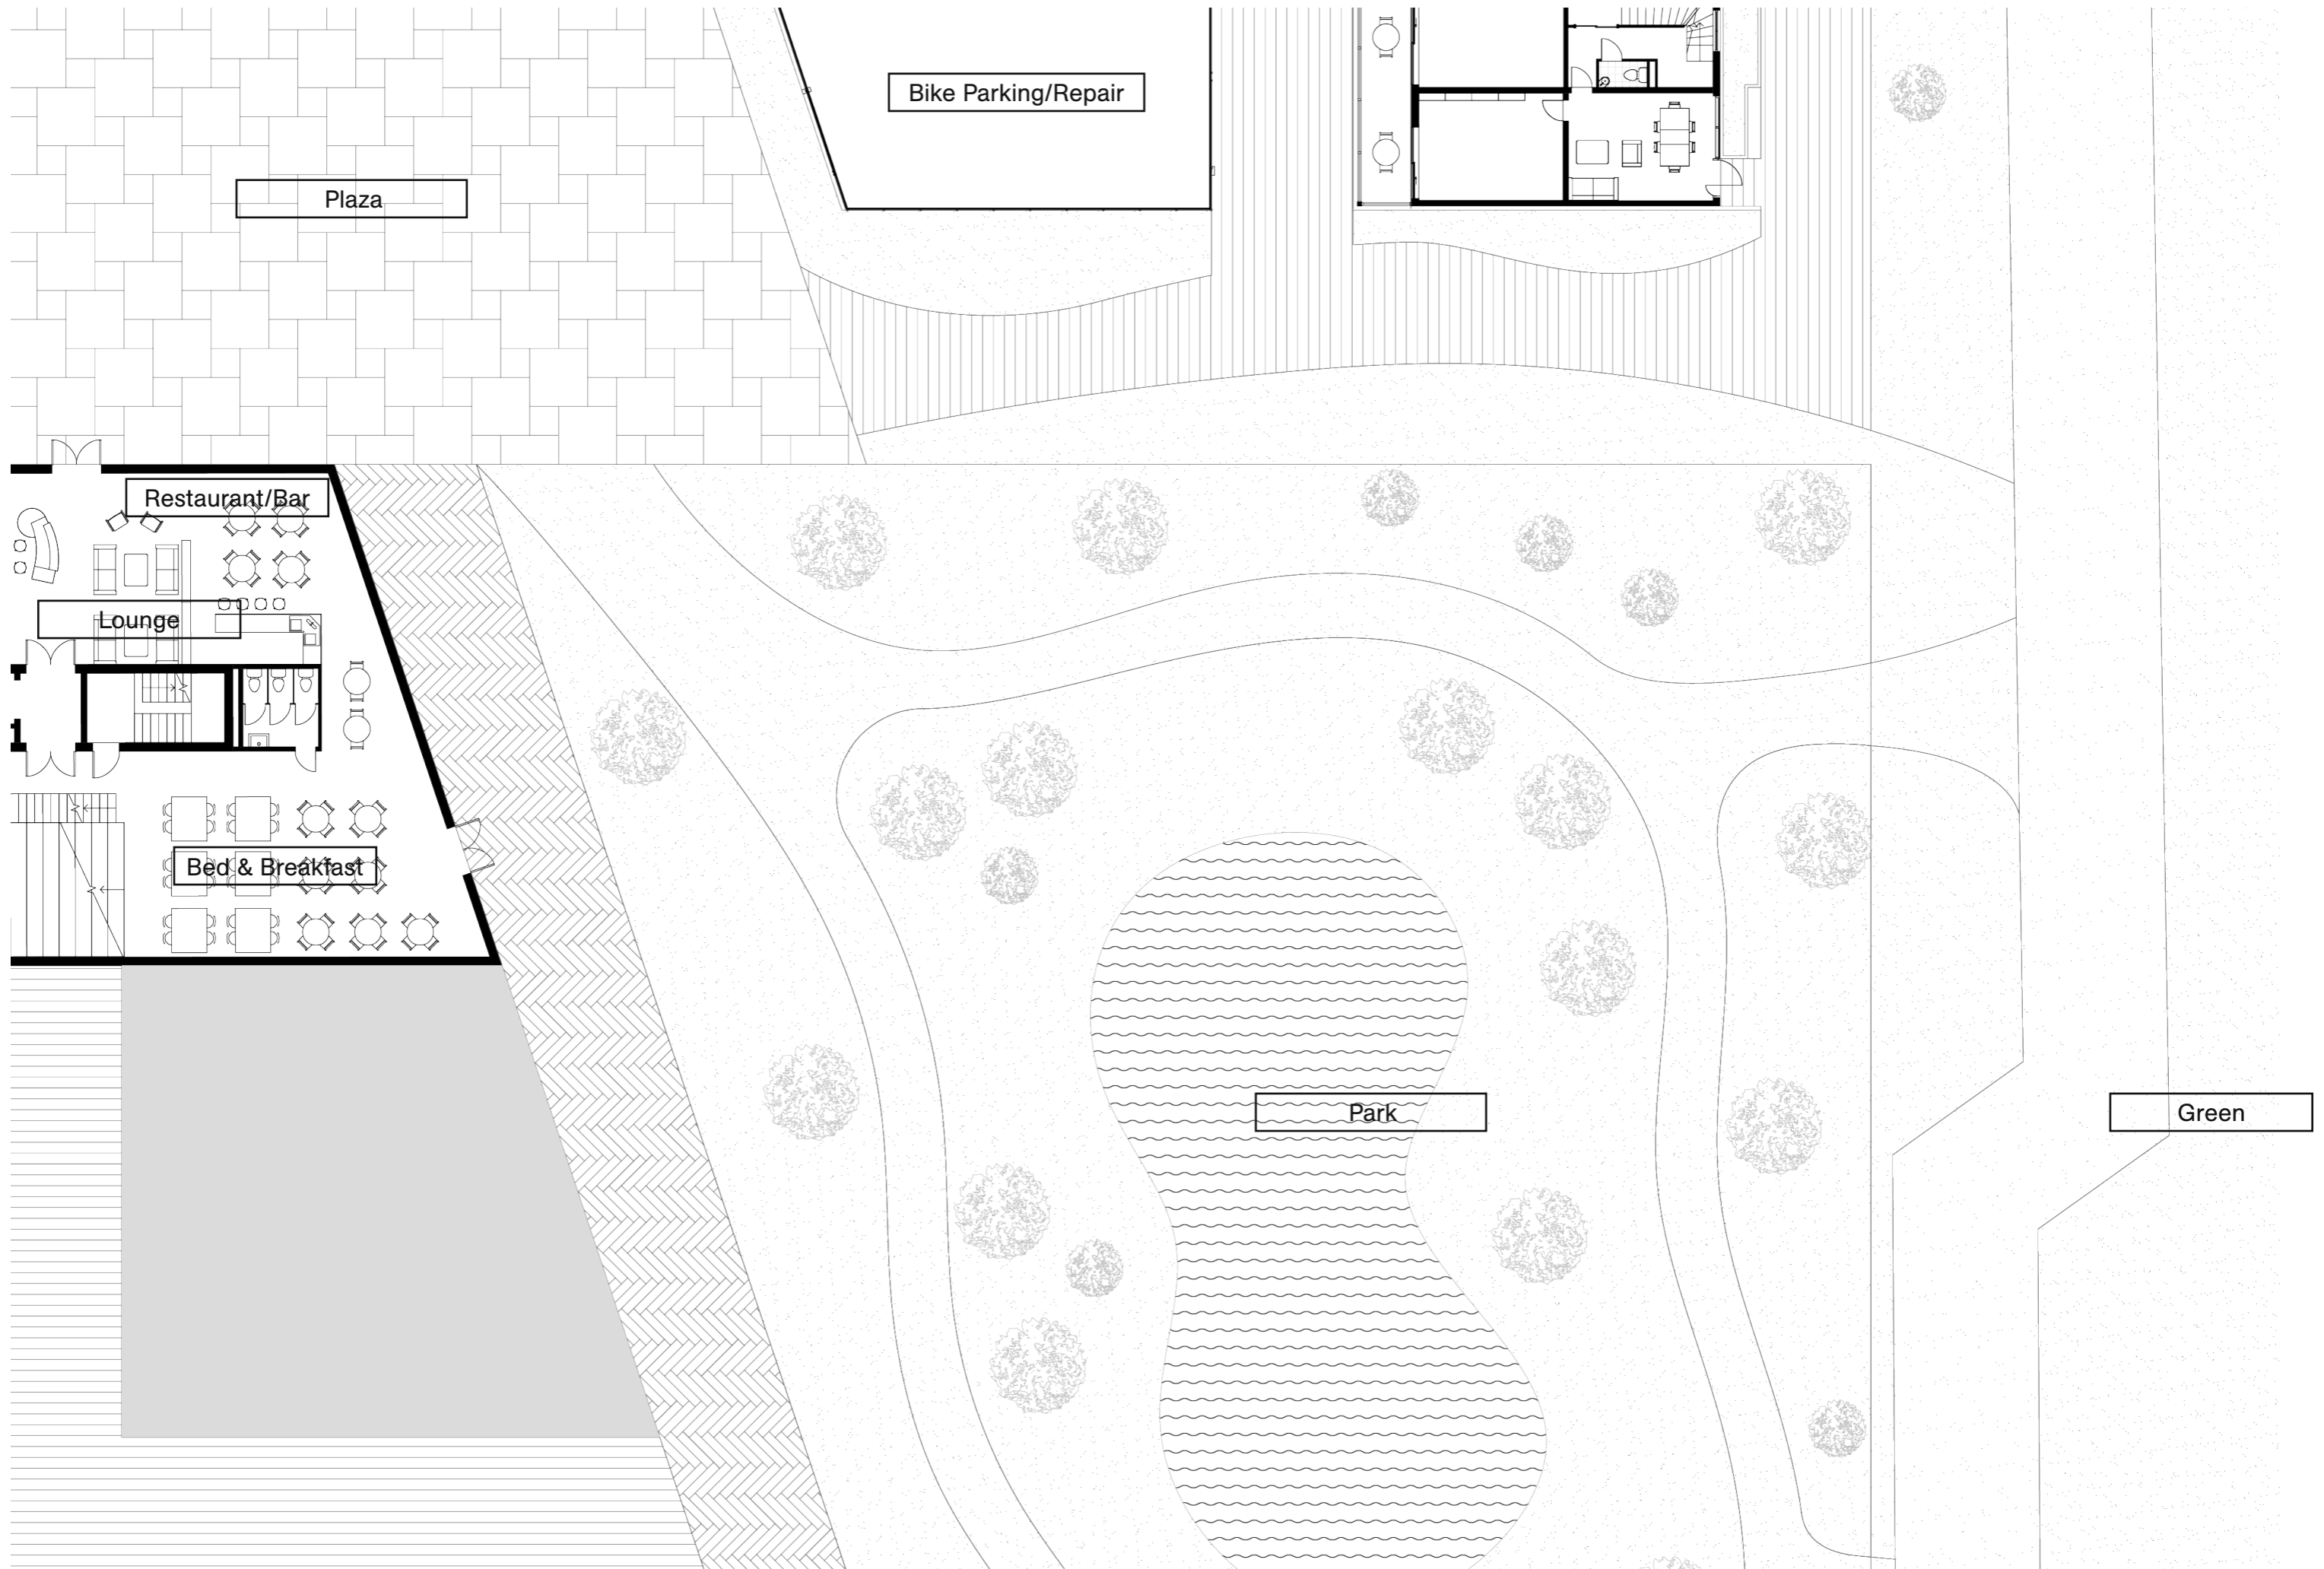 Bike Parking/Repair
Plaza
Restaurant/Bar
Lounge
Bed & Breakfast
Park
Green